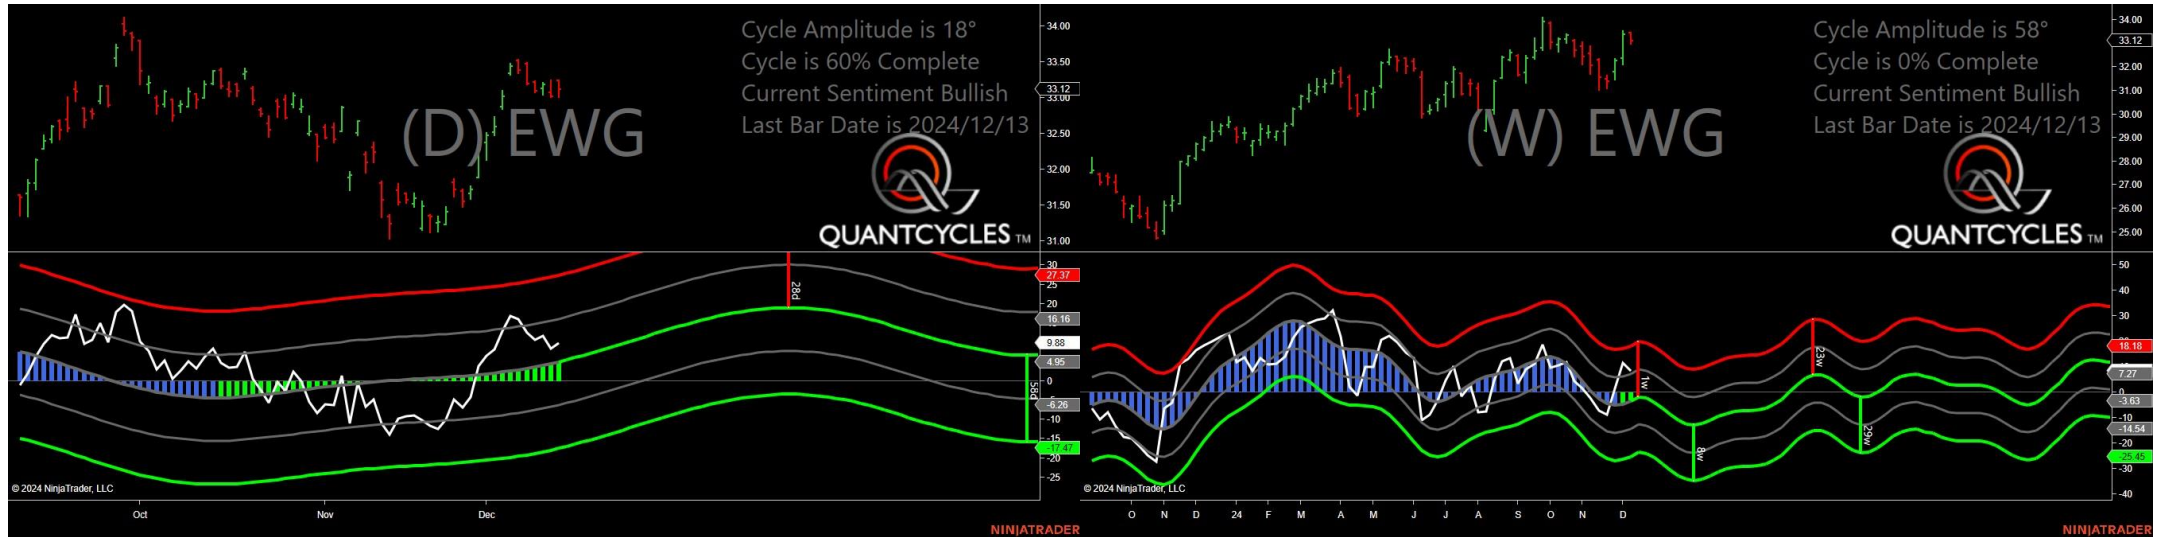 Cycle Amplitude is 18°
Cycle is 60% Complete
Current Sentiment Bullish
Last Bar Date is 2024/12/13
(D) EWG
QUANTCYCLES TM
34.00
33.50
33.12
33.00
32.50
32.00
31.50
31.00
30
27.37
25
20
16.16
9.88
4.95
0
-6.26
-15
-17.47
-20
-25
28d
58d
© 2024 NinjaTrader, LLC
Oct Nov Dec
NINJATRADER
Cycle Amplitude is 58°
Cycle is 0% Complete
Current Sentiment Bullish
Last Bar Date is 2024/12/13
(W) EWG
QUANTCYCLES TM
34.00
33.12
32.00
31.00
30.00
29.00
28.00
27.00
26.00
25.00
50
40
30
18.18
7.27
0
-3.63
-10
-14.54
-20
-25.45
-30
-40
1w
8w
23w
29w
© 2024 NinjaTrader, LLC
O N D 24 F M A M J J A S O N D
NINJATRADER